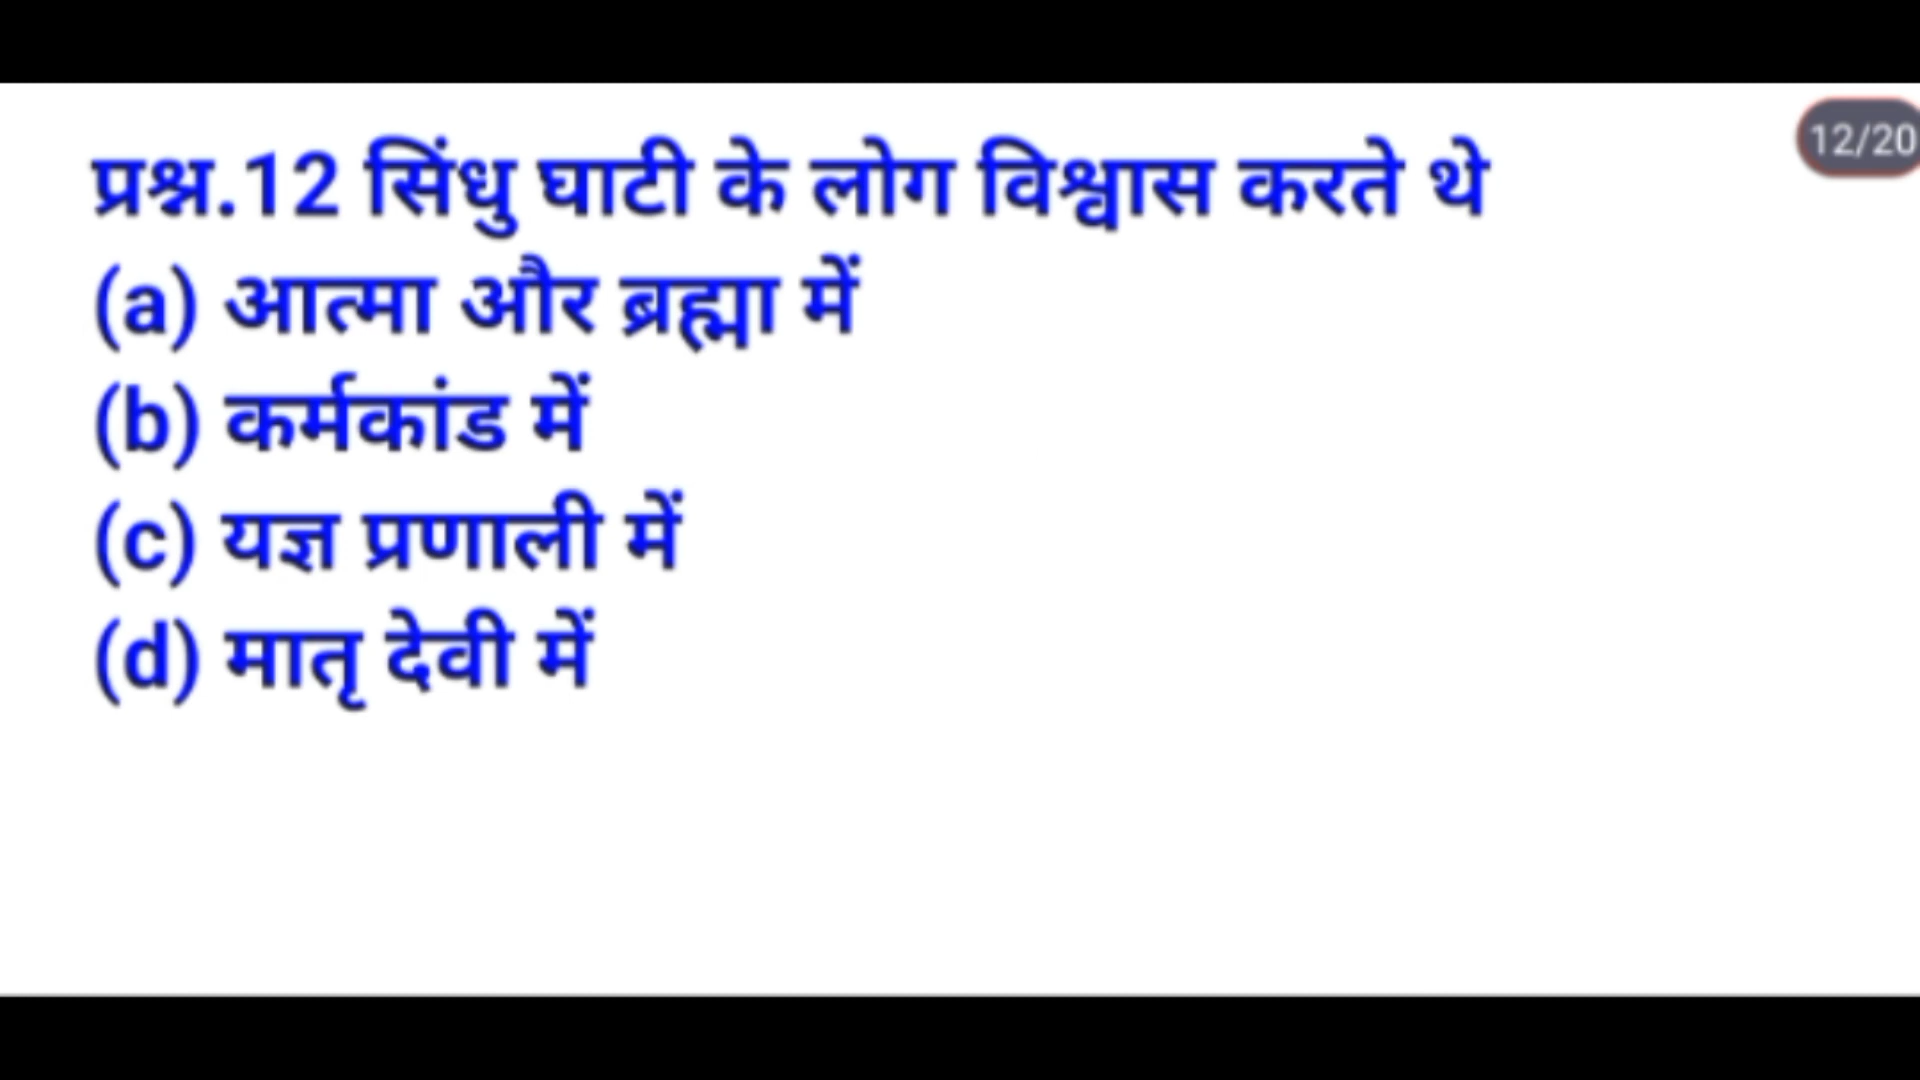 प्रश्न.12 सिंधु घाटी के लोग विश्वास करते थे
12/20
(a) आत्मा और ब्रह्मा में
(b) कर्मकांड में
(c) यज्ञ प्रणाली में
(d) मातृ देवी में